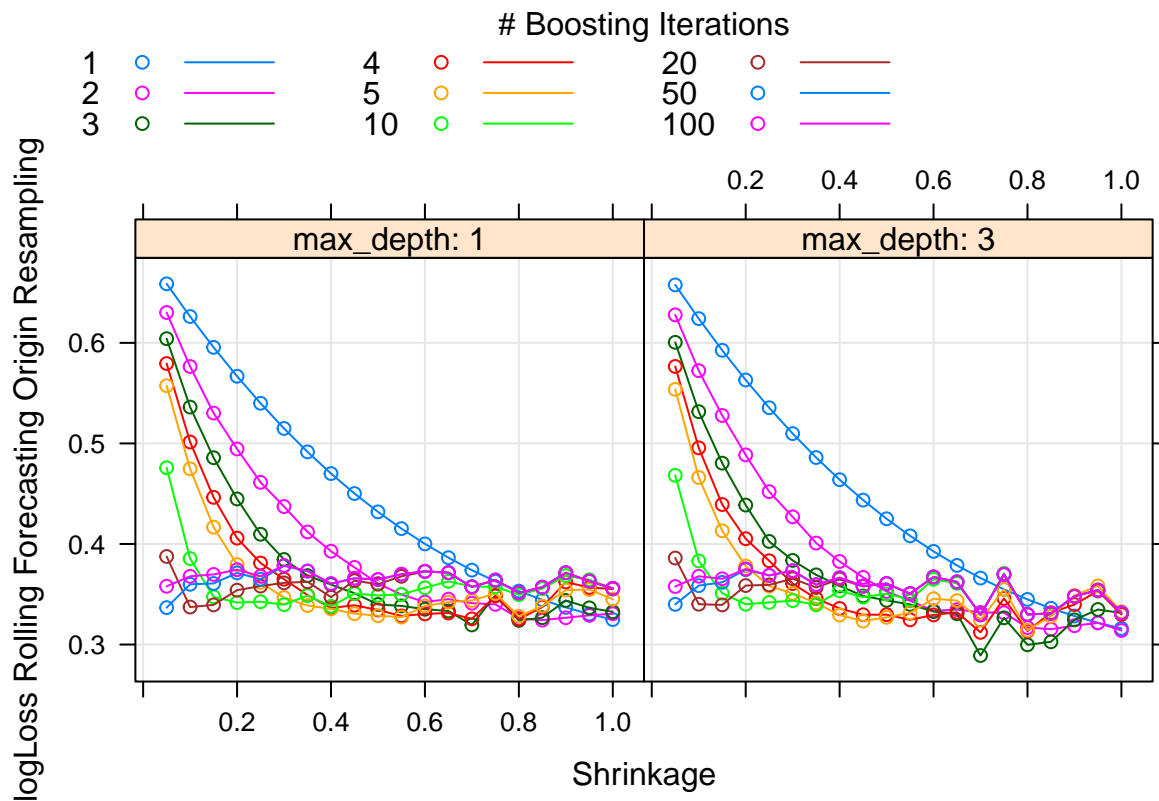 # Boosting Iterations
1 4 20
2 5 50
3 10 100
0.2 0.4 0.6 0.8 1.0
max_depth: 1 max_depth: 3
logLoss Rolling Forecasting Origin Resampling
0.6
0.5
0.4
0.3
0.2 0.4 0.6 0.8 1.0
Shrinkage